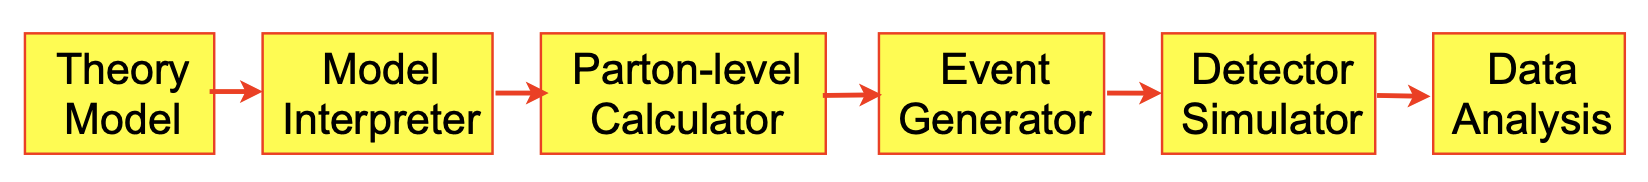 Theory
Model
Model
Interpreter
Parton-level
Calculator
Event
Generator
Detector
Simulator
Data
Analysis